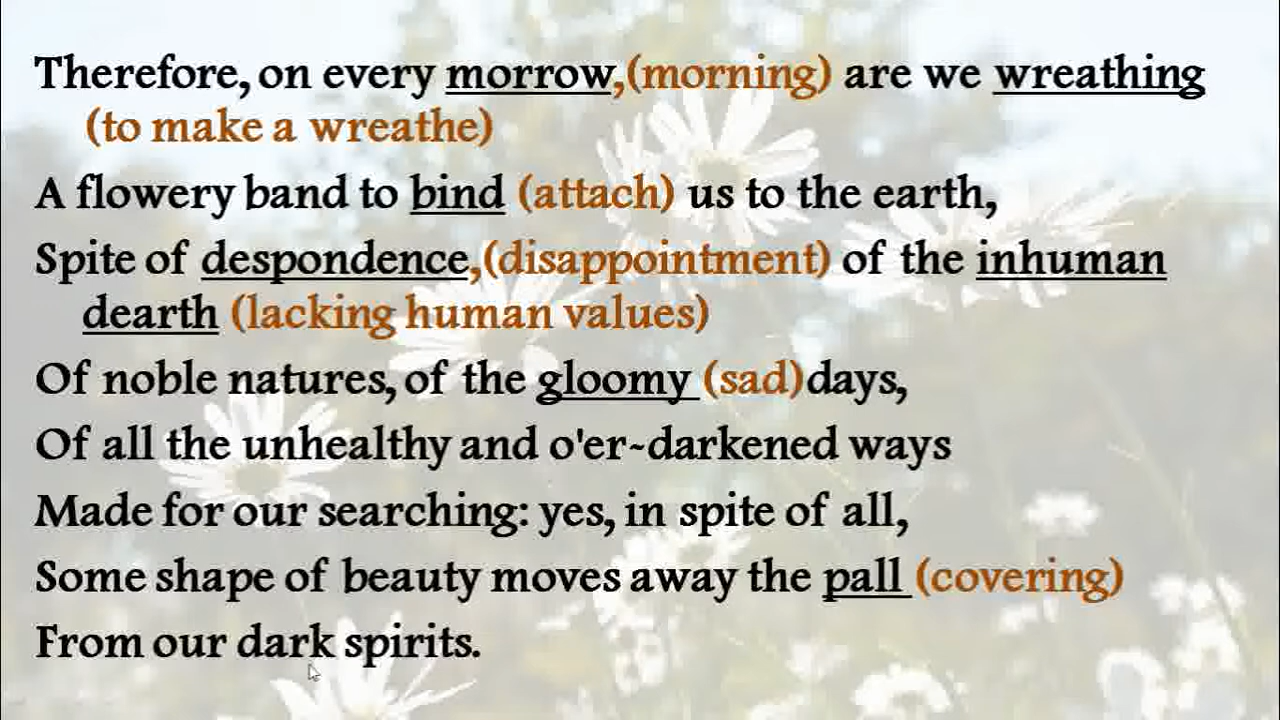 Therefore, on every morrow,(morning) are we wreathing
(to make a wreathe)
A flowery band to bind (attach) us to the earth,
Spite of despondence,(disappointment) of the inhuman
dearth (lacking human values)
Of noble natures, of the gloomy (sad)days,
Of all the unhealthy and o'er-darkened ways
Made for our searching: yes, in spite of all,
Some shape of beauty moves away the pall (covering)
From our dark spirits.